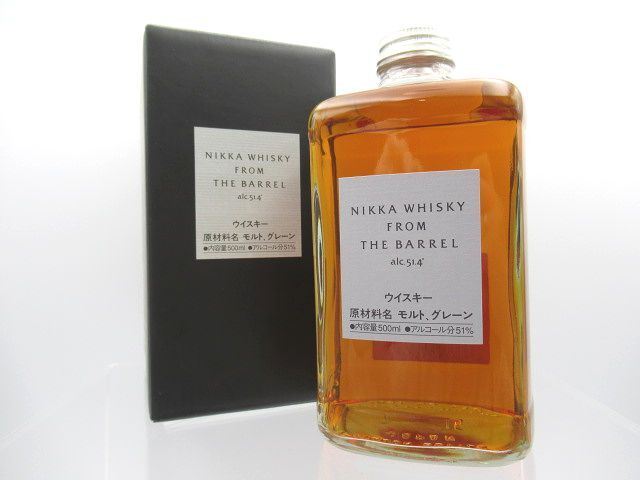 NIKKA WHISKY
FROM
THE BARREL
alc.51.4°
ウイスキー
原材料名 モルト、グレーン
●内容量500ml ●アルコール分51%
NIKKA WHISKY
FROM
THE BARREL
alc.51.4°
ウイスキー
原材料名 モルト、グレーン
●内容量500ml ●アルコール分51%